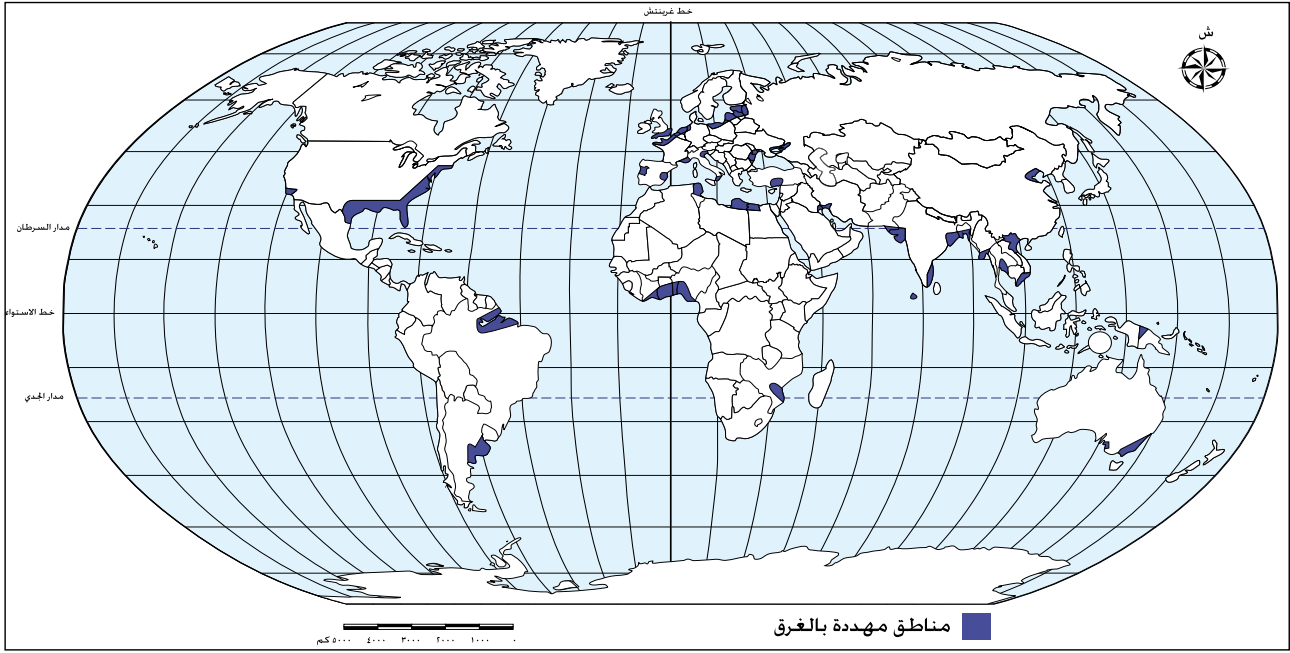 خط غرينتش
ش
مدار السرطان
خط الاستواء
مدار الجدي
مناطق مهددة بالغرق
٠ ١٠٠٠ ٢٠٠٠ ٣٠٠٠ ٤٠٠٠ ٥٠٠٠ كم